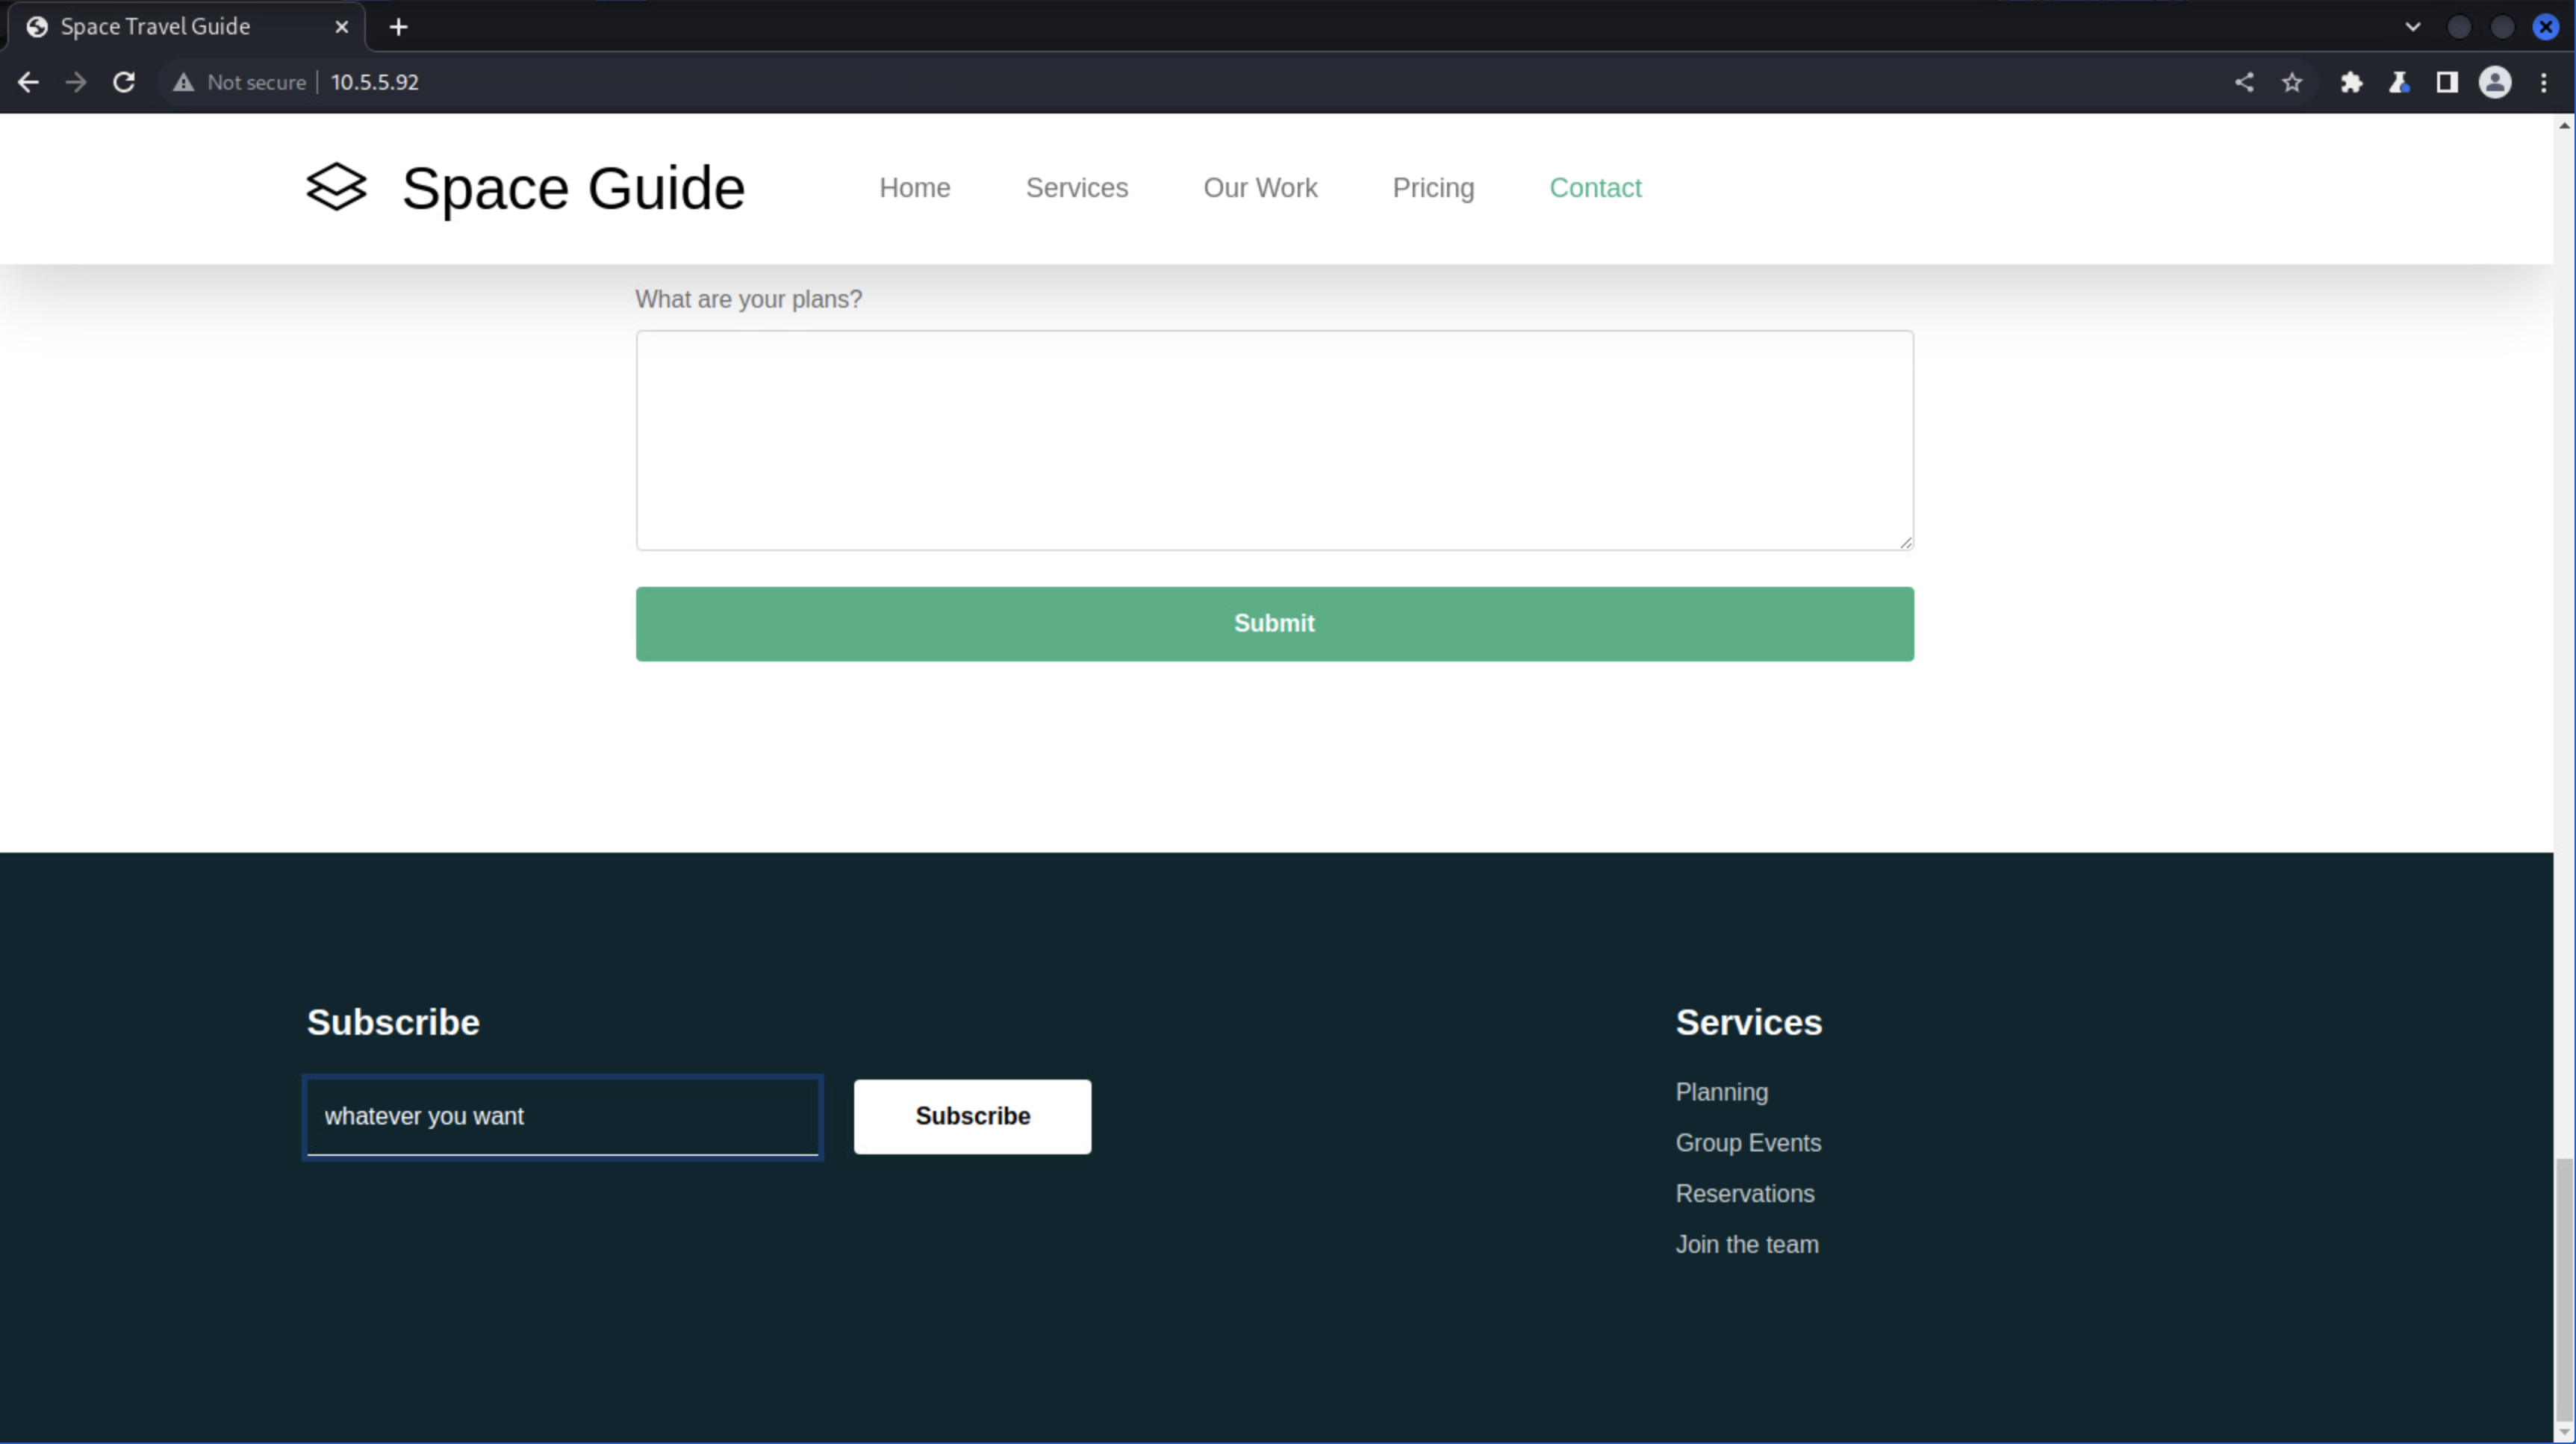 Space Travel Guide
Not secure 10.5.5.92
Space Guide Home Services Our Work Pricing Contact
What are your plans?
Submit
Subscribe
whatever you want Subscribe
Services
Planning
Group Events
Reservations
Join the team